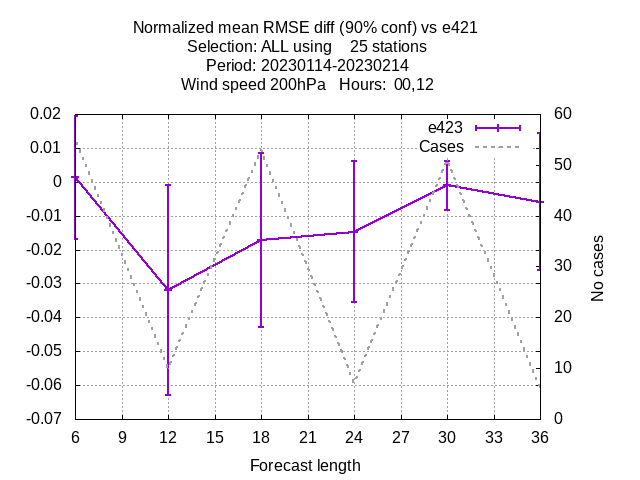 Normalized mean RMSE diff (90% conf) vs e421
Selection: ALL using    25 stations
Period: 20230114-20230214
Wind speed 200hPa   Hours:  00,12
e423
Cases
0.02
0.01
0
-0.01
-0.02
-0.03
-0.04
-0.05
-0.06
-0.07
60
50
40
30
20
10
0
No cases
6 9 12 15 18 21 24 27 30 33 36
Forecast length